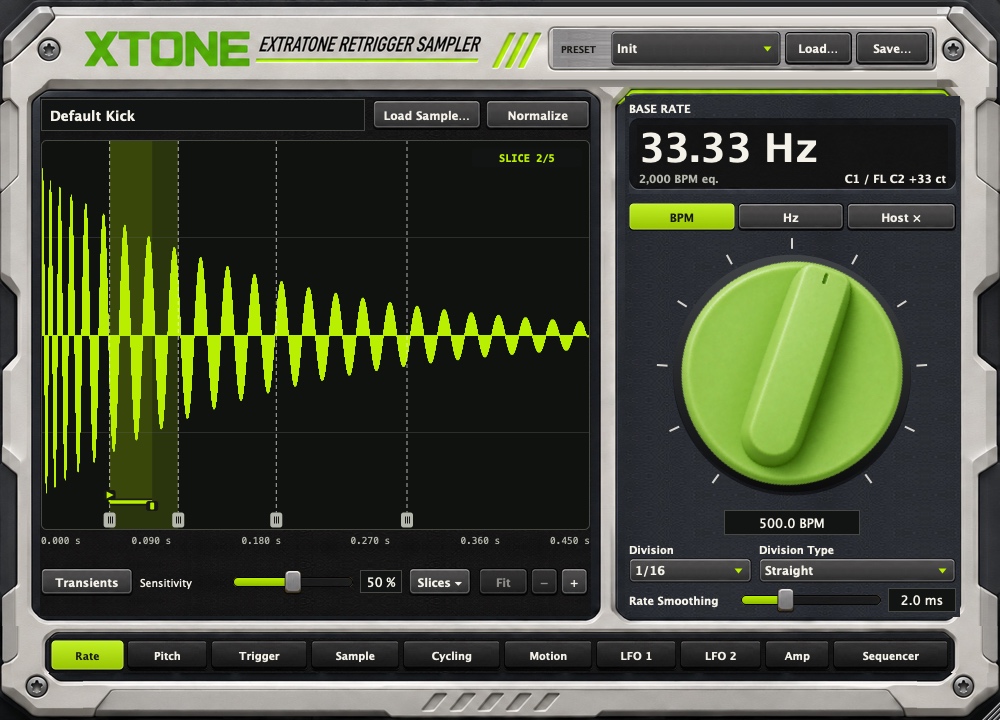 XTONE EXTRATONE RETRIGGER SAMPLER
PRESET Init Load... Save...
Default Kick Load Sample... Normalize
SLICE 2/5
0.000 s 0.090 s 0.180 s 0.270 s 0.360 s 0.450 s
Transients Sensitivity 50 % Slices Fit − +
BASE RATE
33.33 Hz
2,000 BPM eq. C1 / FL C2 +33 ct
BPM Hz Host ×
500.0 BPM
Division Division Type
1/16 Straight
Rate Smoothing 2.0 ms
Rate Pitch Trigger Sample Cycling Motion LFO 1 LFO 2 Amp Sequencer